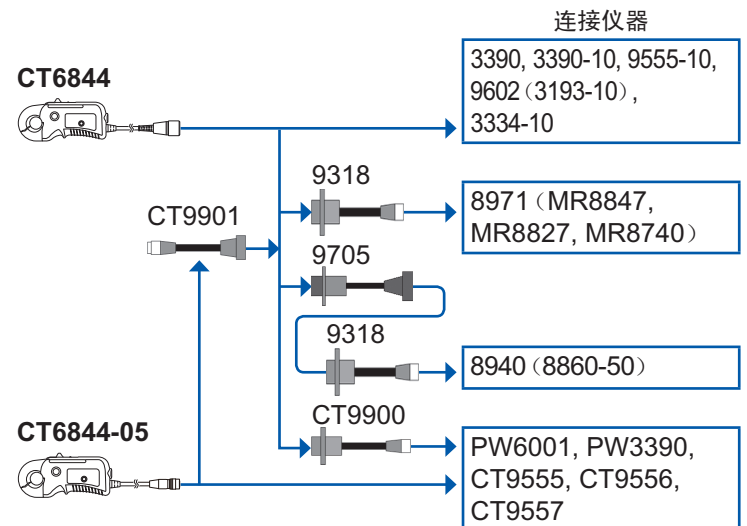 连接仪器
CT6844
3390, 3390-10, 9555-10,
9602（3193-10）,
3334-10
9318
8971（MR8847,
MR8827, MR8740）
CT9901
9705
9318
8940（8860-50）
CT9900
CT6844-05
PW6001, PW3390,
CT9555, CT9556,
CT9557